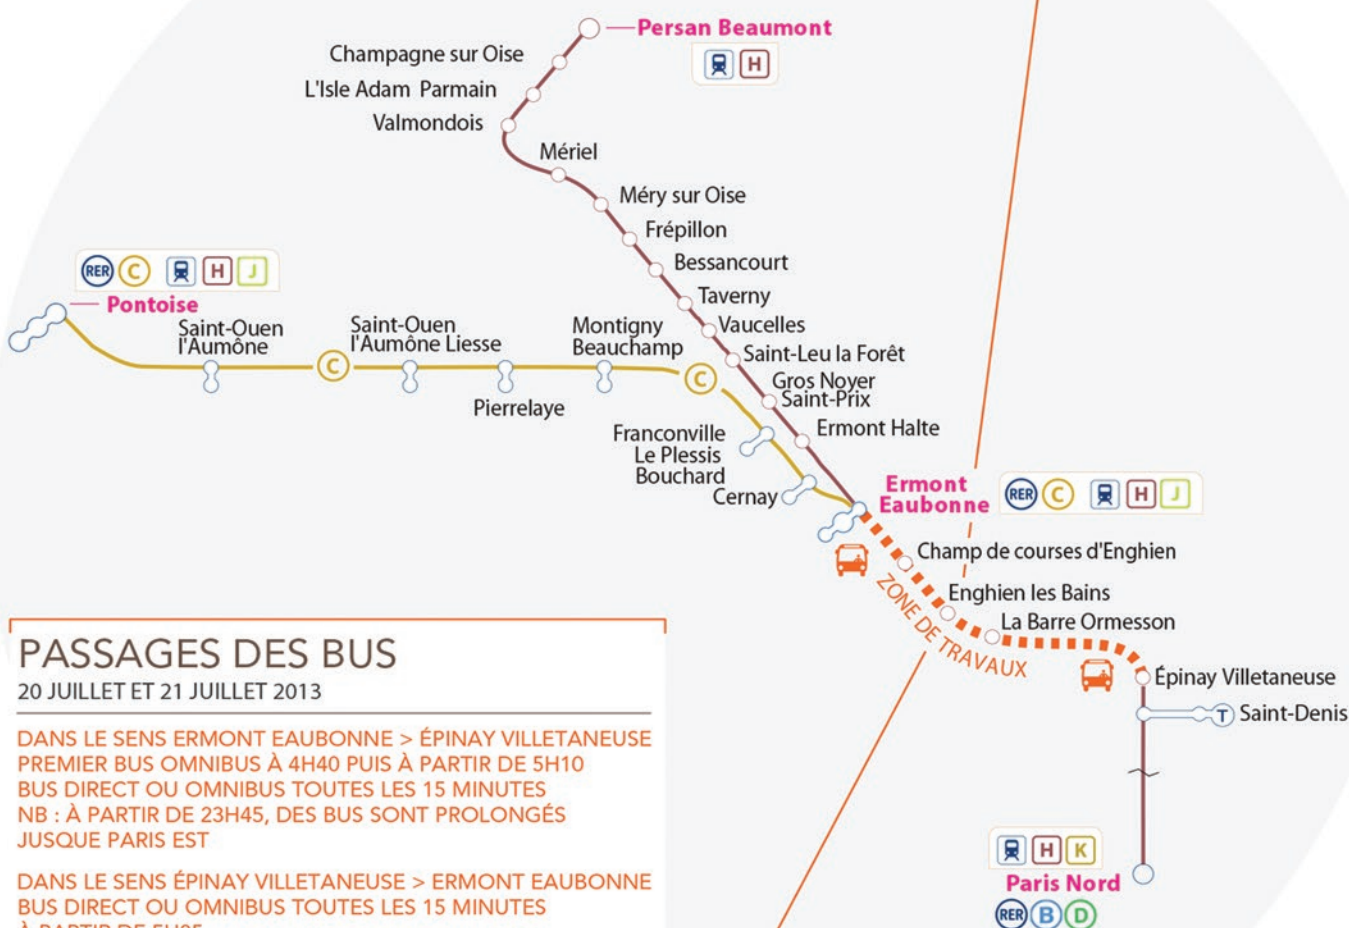 Persan Beaumont
H
Champagne sur Oise
L'Isle Adam Parmain
Valmondois
Mériel
Méry sur Oise
Frépillon
Bessancourt
Taverny
Vaucelles
Saint-Leu la Forêt
Gros Noyer
Saint-Prix
Ermont Halte
RER C H J
Pontoise
Saint-Ouen
l'Aumône
C
Saint-Ouen
l'Aumône Liesse
Pierrelaye
Montigny
Beauchamp
C
Franconville
Le Plessis
Bouchard
Cernay
Ermont
Eaubonne
RER C H J
Champ de courses d'Enghien
Enghien les Bains
La Barre Ormesson
ZONE DE TRAVAUX
Épinay Villetaneuse
T Saint-Denis
H K
Paris Nord
RER B D
PASSAGES DES BUS
20 JUILLET ET 21 JUILLET 2013
DANS LE SENS ERMONT EAUBONNE > ÉPINAY VILLETANEUSE
PREMIER BUS OMNIBUS À 4H40 PUIS À PARTIR DE 5H10
BUS DIRECT OU OMNIBUS TOUTES LES 15 MINUTES
NB : À PARTIR DE 23H45, DES BUS SONT PROLONGÉS
JUSQUE PARIS EST
DANS LE SENS ÉPINAY VILLETANEUSE > ERMONT EAUBONNE
BUS DIRECT OU OMNIBUS TOUTES LES 15 MINUTES
À PARTIR DE